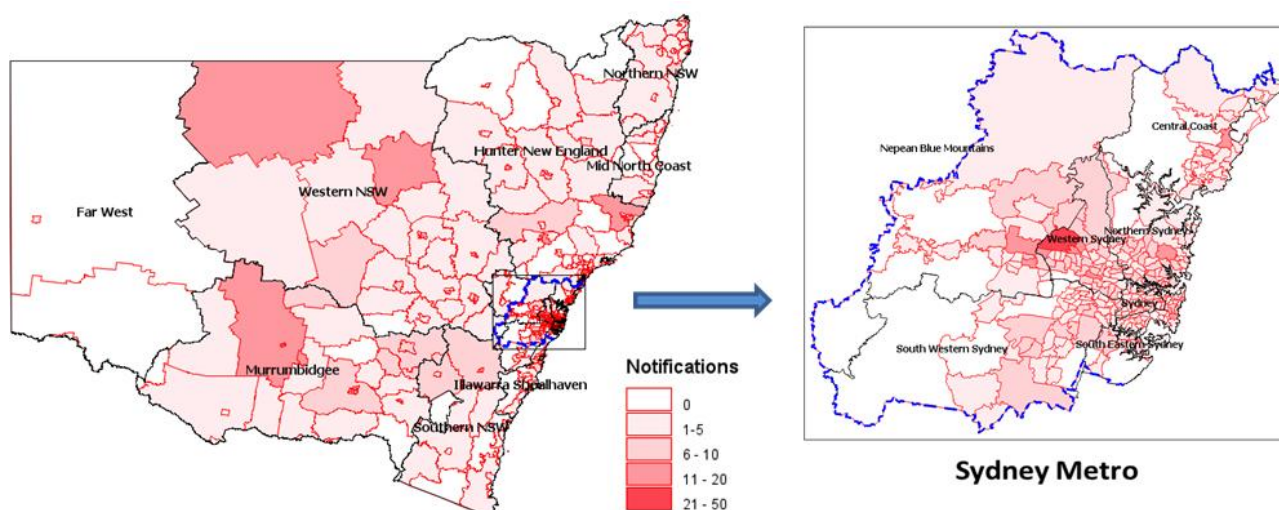 Northern NSW
Hunter New England
Mid North Coast
Western NSW
Far West
Murrumbidgee
Illawarra Shoalhaven
Southern NSW
Notifications
0
1-5
6 - 10
11 - 20
21 - 50
Central Coast
Nepean Blue Mountains
Northern Sydney
Western Sydney
Sydney
South Western Sydney
South Eastern Sydney
Sydney Metro